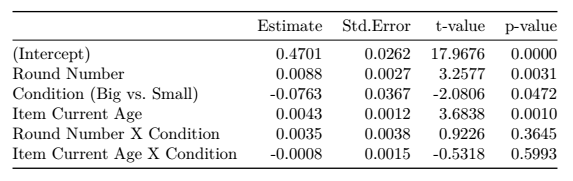 Estimate Std.Error t-value p-value
(Intercept) 0.4701 0.0262 17.9676 0.0000
Round Number 0.0088 0.0027 3.2577 0.0031
Condition (Big vs. Small) -0.0763 0.0367 -2.0806 0.0472
Item Current Age 0.0043 0.0012 3.6838 0.0010
Round Number X Condition 0.0035 0.0038 0.9226 0.3645
Item Current Age X Condition -0.0008 0.0015 -0.5318 0.5993